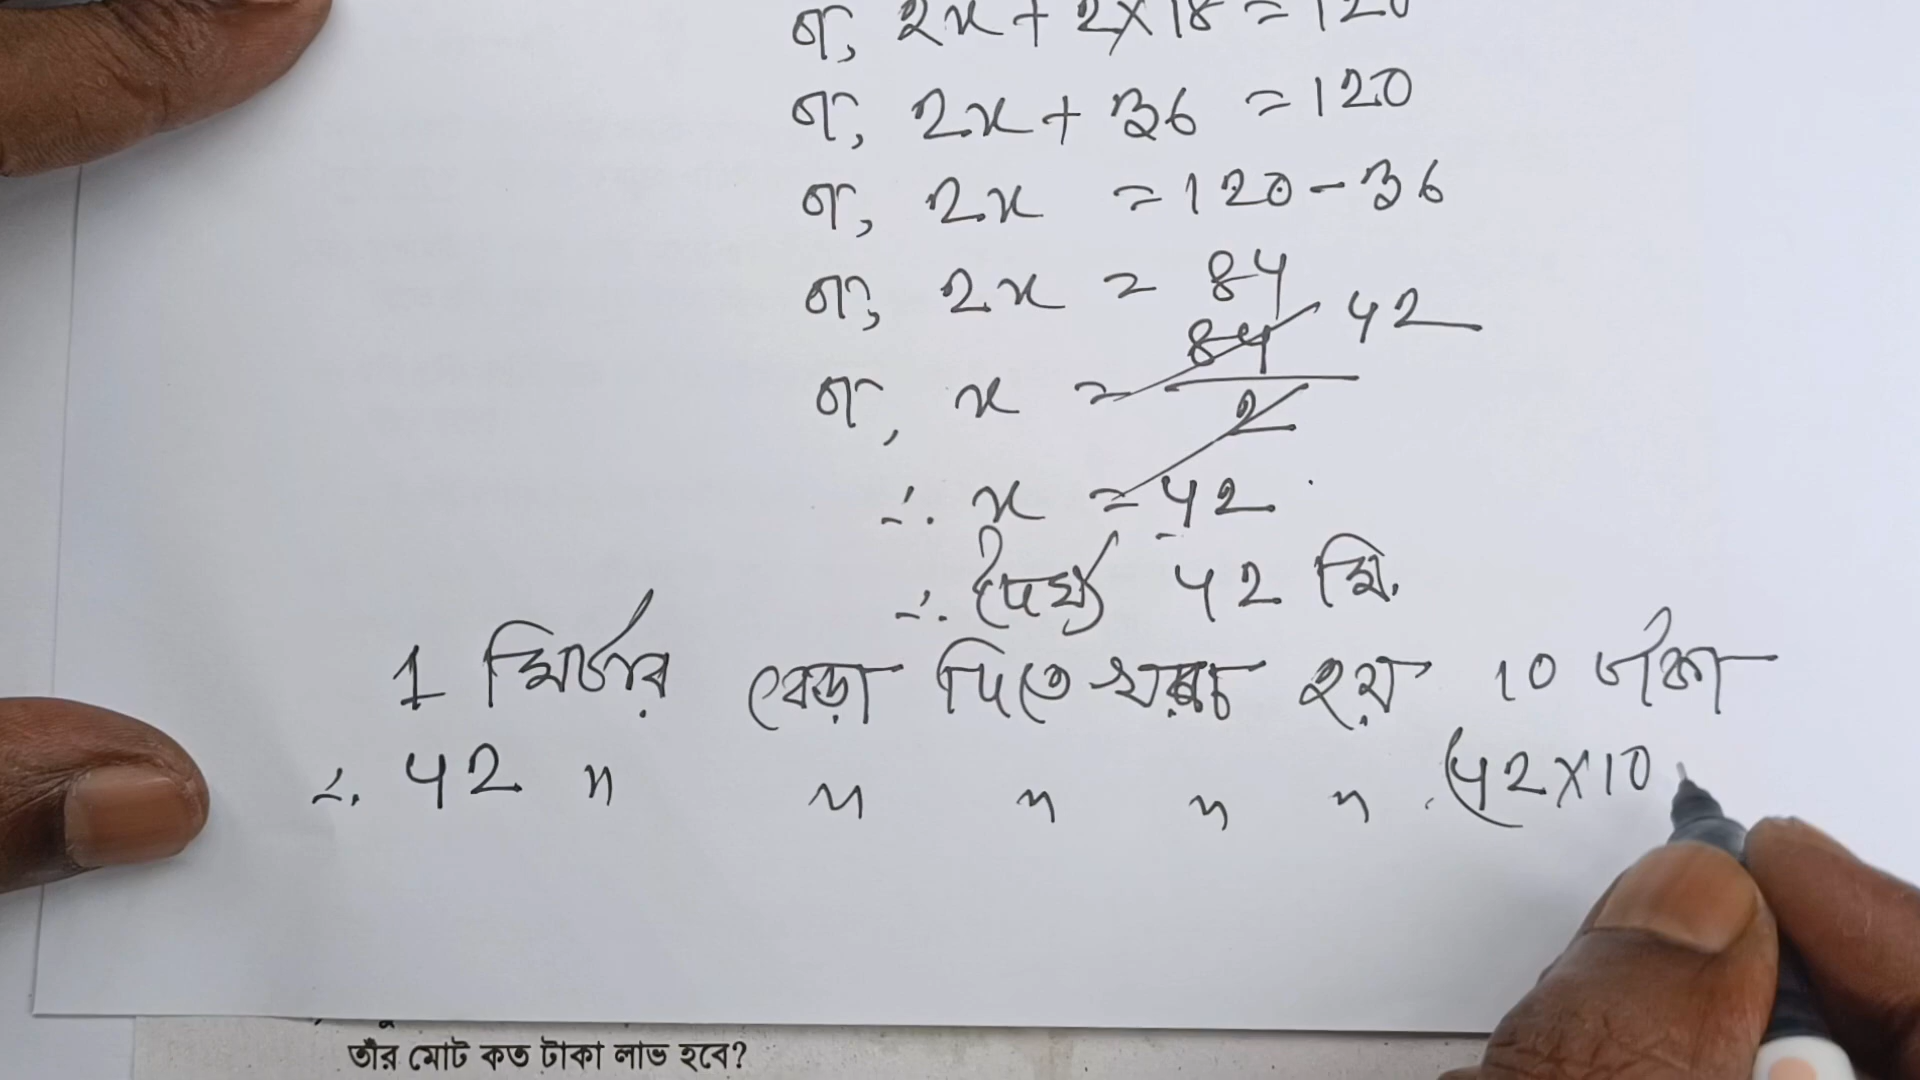 বা, 2x + 2×18 = 120
বা, 2x + 36 = 120
বা, 2x = 120 - 36
বা, 2x = 84
বা, x = 84/2 42
∴ x = 42
∴ দৈর্ঘ্য 42 মি.
1 মিটার বেড়া দিতে খরচ হয় 10 টাকা
∴ 42 " " " " " (42×10
তাঁর মোট কত টাকা লাভ হবে?